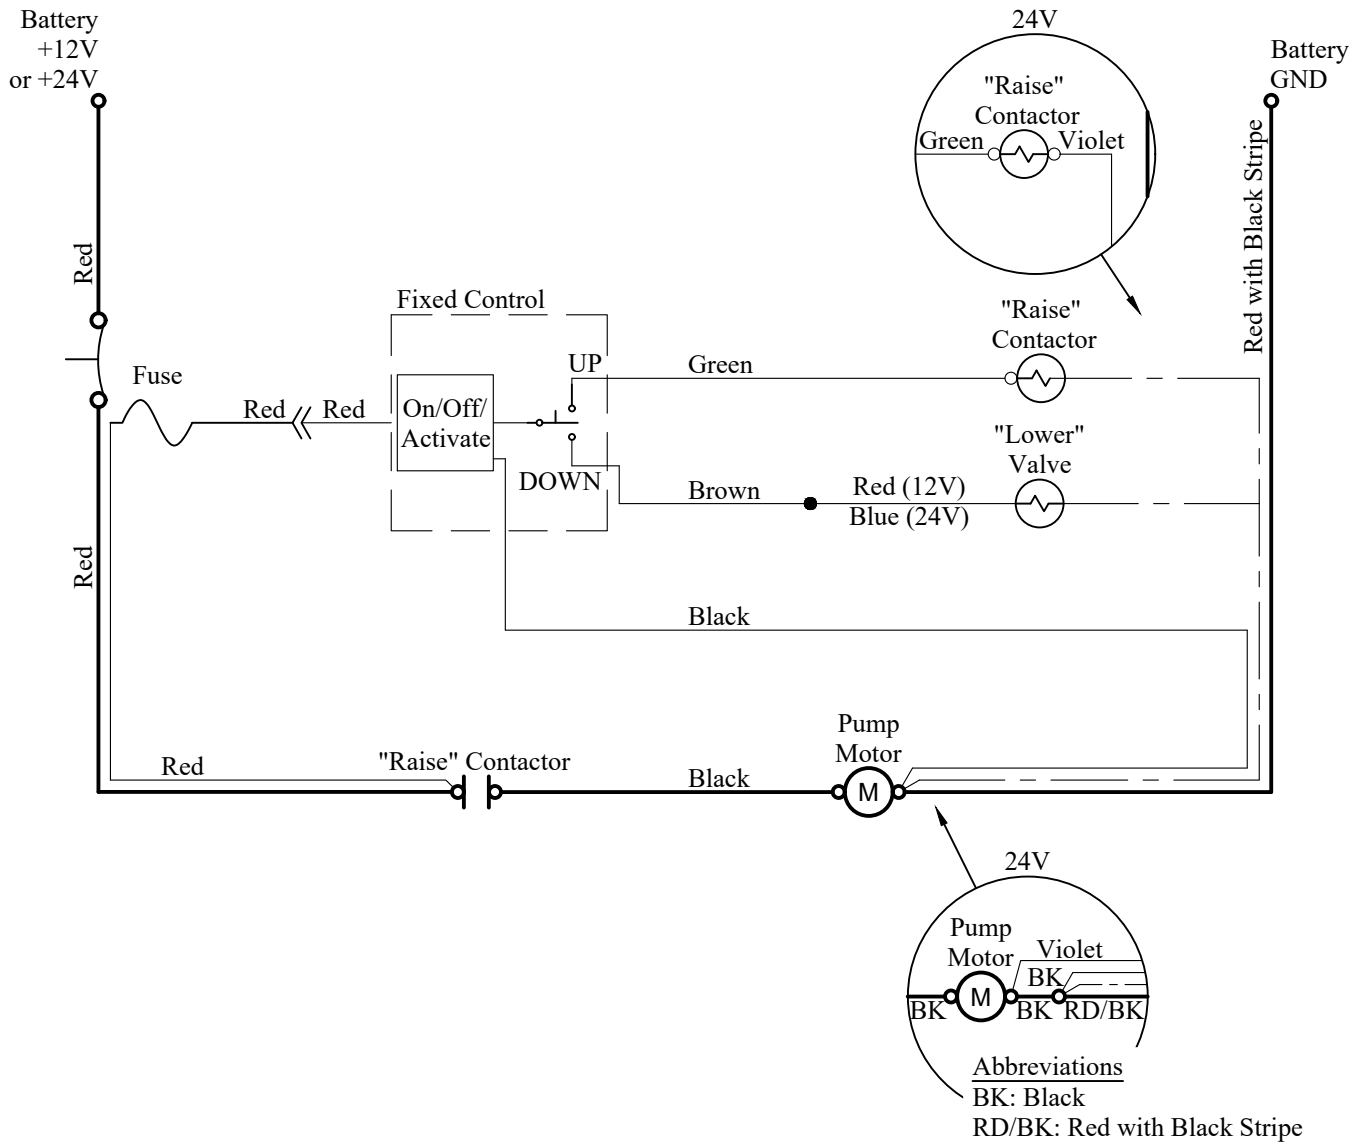 Battery
+12V
or +24V
24V
Battery
GND
"Raise"
Contactor
Green
Violet
Red with Black Stripe
Red
Fixed Control
"Raise"
Contactor
UP
Green
Fuse
Red
Red
On/Off/
Activate
"Lower"
Valve
DOWN
Brown
Red (12V)
Blue (24V)
Red
Black
Pump
Motor
Red
"Raise" Contactor
Black
M
24V
Pump
Motor
Violet
BK
M
BK
BK
RD/BK
Abbreviations
BK: Black
RD/BK: Red with Black Stripe